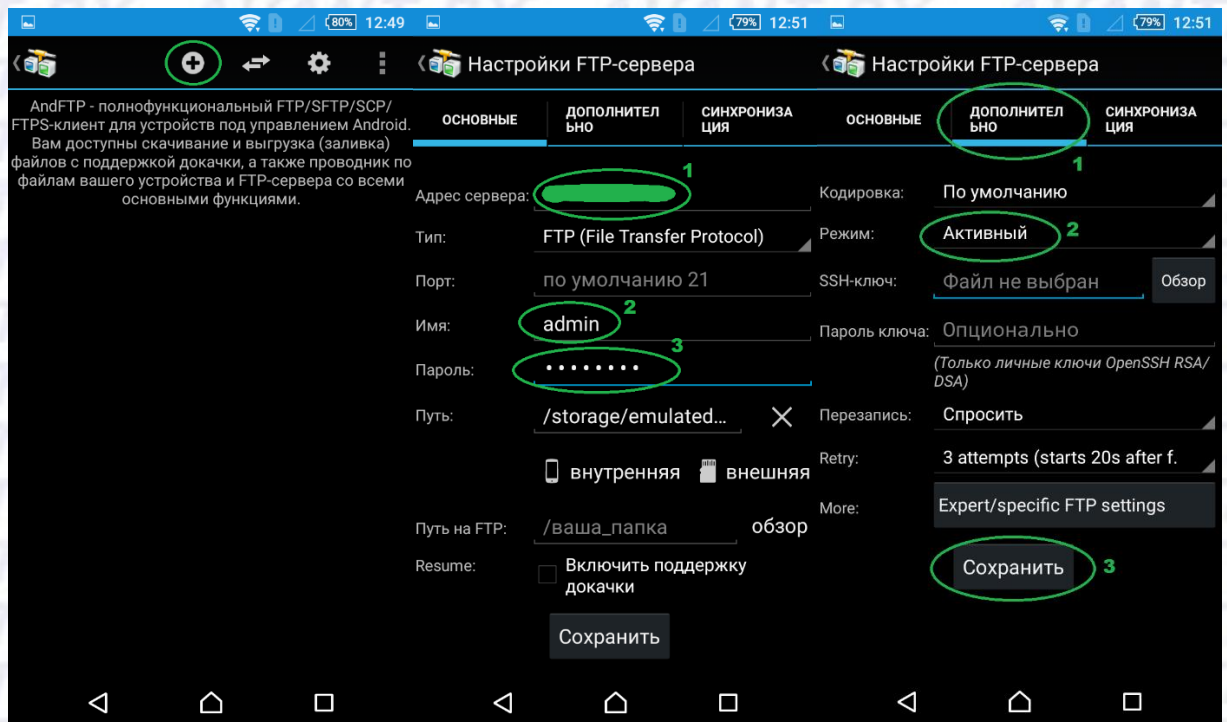 80% 12:49
AndFTP - полнофункциональный FTP/SFTP/SCP/
FTPS-клиент для устройств под управлением Android.
Вам доступны скачивание и выгрузка (заливка)
файлов с поддержкой докачки, а также проводник по
файлам вашего устройства и FTP-сервера со всеми
основными функциями.
79% 12:51
Настройки FTP-сервера
ОСНОВНЫЕ
ДОПОЛНИТЕЛ
ЬНО
СИНХРОНИЗА
ЦИЯ
1
Адрес сервера:
Тип: FTP (File Transfer Protocol)
Порт: по умолчанию 21
2
Имя: admin
3
Пароль: ••••••••
Путь: /storage/emulated...
внутренняя внешняя
Путь на FTP: /ваша_папка обзор
Resume: Включить поддержку
докачки
Сохранить
79% 12:51
Настройки FTP-сервера
ОСНОВНЫЕ
ДОПОЛНИТЕЛ
ЬНО
СИНХРОНИЗА
ЦИЯ
1
Кодировка: По умолчанию
Режим: Активный 2
SSH-ключ: Файл не выбран Обзор
Пароль ключа: Опционально
(Только личные ключи OpenSSH RSA/
DSA)
Перезапись: Спросить
Retry: 3 attempts (starts 20s after f.
More: Expert/specific FTP settings
Сохранить 3